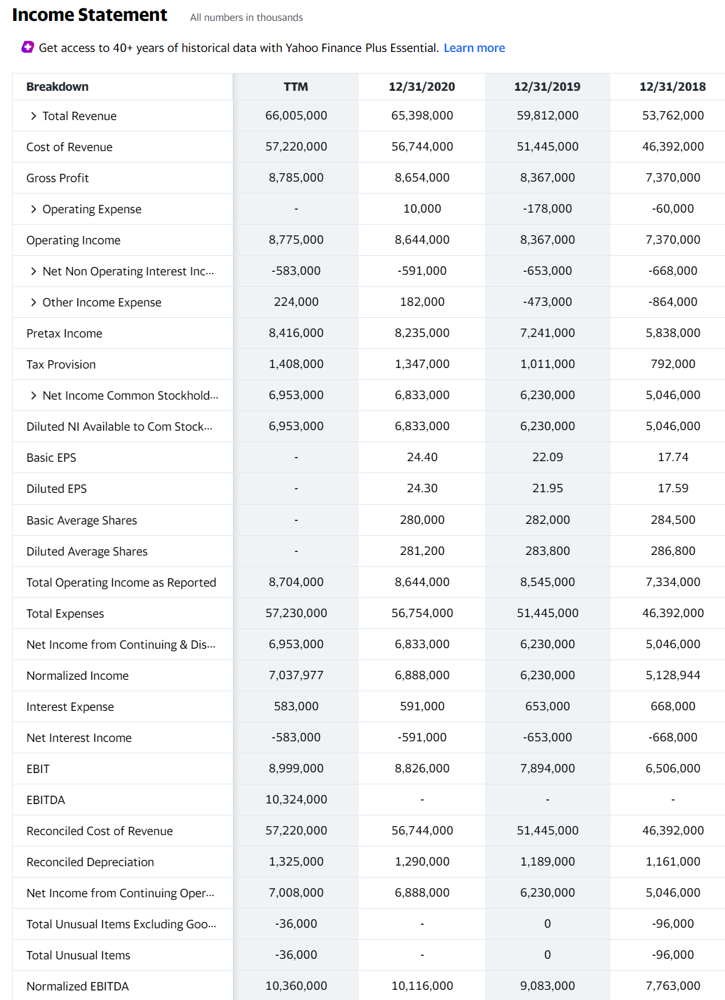 Income Statement All numbers in thousands
Get access to 40+ years of historical data with Yahoo Finance Plus Essential. Learn more
Breakdown TTM 12/31/2020 12/31/2019 12/31/2018
> Total Revenue 66,005,000 65,398,000 59,812,000 53,762,000
Cost of Revenue 57,220,000 56,744,000 51,445,000 46,392,000
Gross Profit 8,785,000 8,654,000 8,367,000 7,370,000
> Operating Expense - 10,000 -178,000 -60,000
Operating Income 8,775,000 8,644,000 8,367,000 7,370,000
> Net Non Operating Interest Inc... -583,000 -591,000 -653,000 -668,000
> Other Income Expense 224,000 182,000 -473,000 -864,000
Pretax Income 8,416,000 8,235,000 7,241,000 5,838,000
Tax Provision 1,408,000 1,347,000 1,011,000 792,000
> Net Income Common Stockhold... 6,953,000 6,833,000 6,230,000 5,046,000
Diluted NI Available to Com Stock... 6,953,000 6,833,000 6,230,000 5,046,000
Basic EPS - 24.40 22.09 17.74
Diluted EPS - 24.30 21.95 17.59
Basic Average Shares - 280,000 282,000 284,500
Diluted Average Shares - 281,200 283,800 286,800
Total Operating Income as Reported 8,704,000 8,644,000 8,545,000 7,334,000
Total Expenses 57,230,000 56,754,000 51,445,000 46,392,000
Net Income from Continuing & Dis... 6,953,000 6,833,000 6,230,000 5,046,000
Normalized Income 7,037,977 6,888,000 6,230,000 5,128,944
Interest Expense 583,000 591,000 653,000 668,000
Net Interest Income -583,000 -591,000 -653,000 -668,000
EBIT 8,999,000 8,826,000 7,894,000 6,506,000
EBITDA 10,324,000 - - -
Reconciled Cost of Revenue 57,220,000 56,744,000 51,445,000 46,392,000
Reconciled Depreciation 1,325,000 1,290,000 1,189,000 1,161,000
Net Income from Continuing Oper... 7,008,000 6,888,000 6,230,000 5,046,000
Total Unusual Items Excluding Goo... -36,000 - 0 -96,000
Total Unusual Items -36,000 - 0 -96,000
Normalized EBITDA 10,360,000 10,116,000 9,083,000 7,763,000